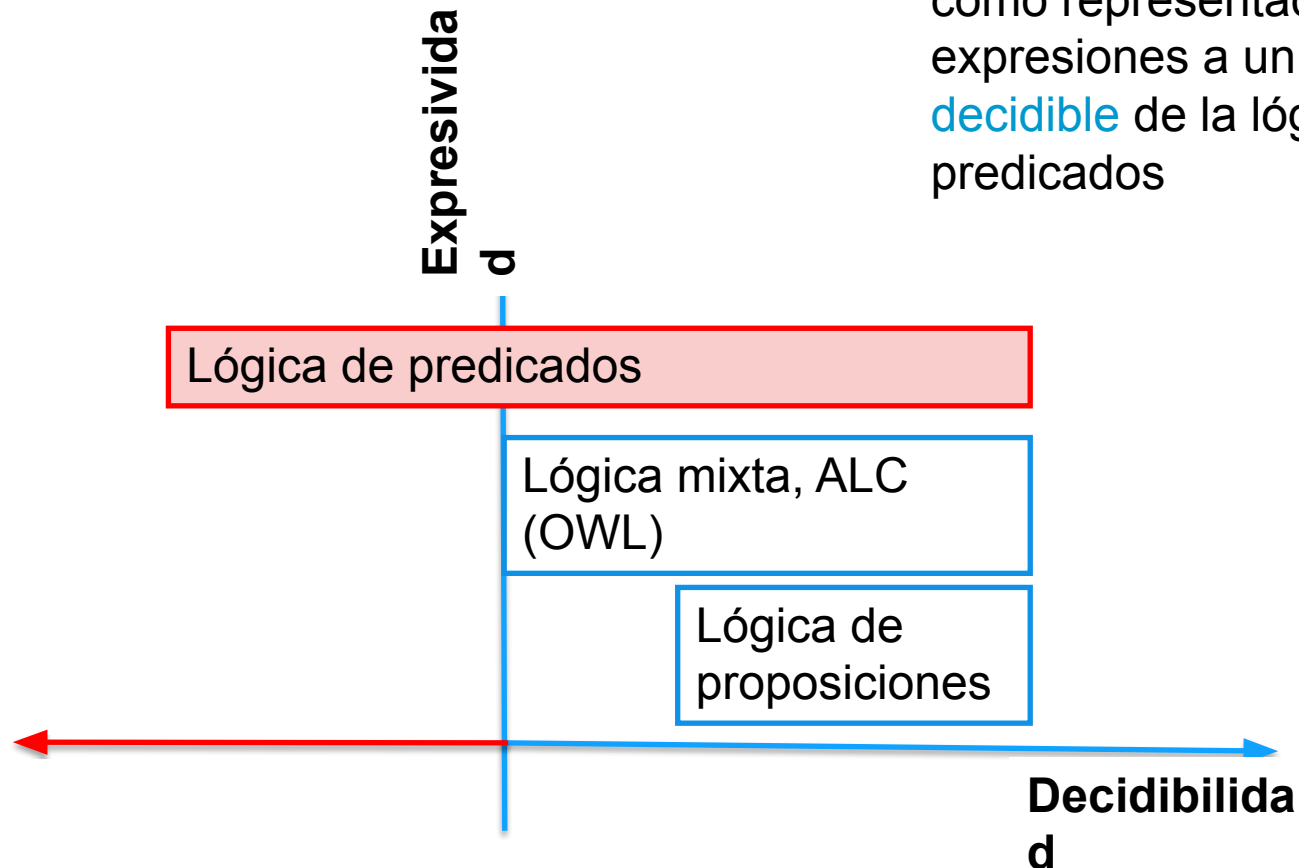 como representac
expresiones a un
decidible de la lóg
predicados
Expresivida
d
Lógica de predicados
Lógica mixta, ALC
(OWL)
Lógica de
proposiciones
Decidibilida
d